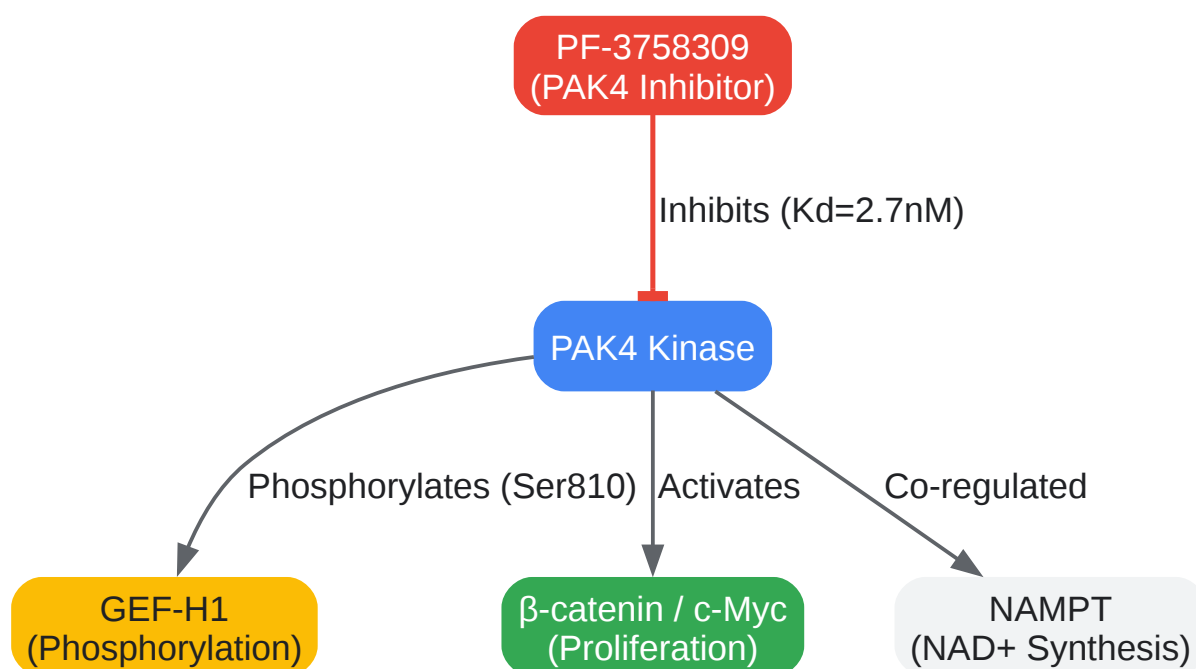 PF-3758309
(PAK4 Inhibitor)
Inhibits (Kd=2.7nM)
PAK4 Kinase
Phosphorylates (Ser810)
Activates
Co-regulated
GEF-H1
(Phosphorylation)
β-catenin / c-Myc
(Proliferation)
NAMPT
(NAD+ Synthesis)